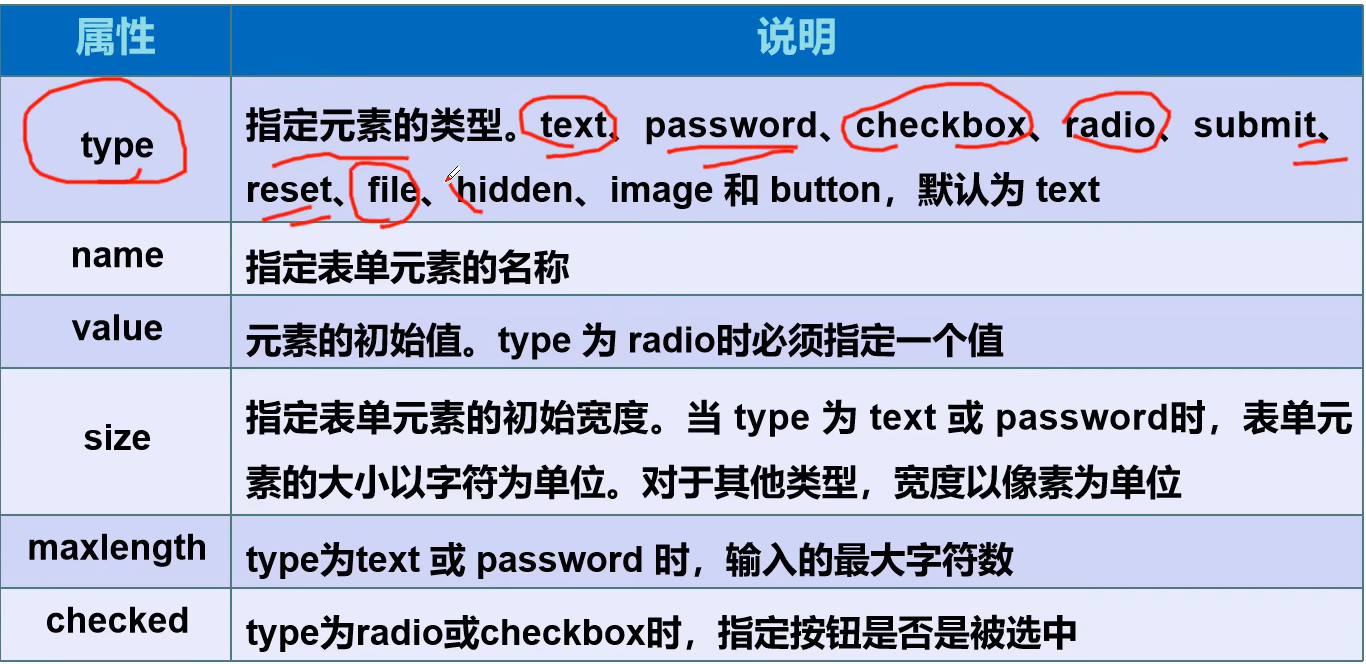 属性 说明
type 指定元素的类型。text、password、checkbox、radio、submit、
reset、file、hidden、image 和 button，默认为 text
name 指定表单元素的名称
value 元素的初始值。type 为 radio时必须指定一个值
size 指定表单元素的初始宽度。当 type 为 text 或 password时，表单元
素的大小以字符为单位。对于其他类型，宽度以像素为单位
maxlength type为text 或 password 时，输入的最大字符数
checked type为radio或checkbox时，指定按钮是否是被选中